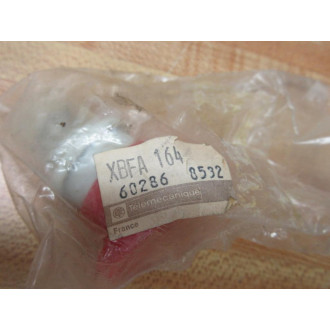 XBFA 164
60286 8532
telemecanique
France